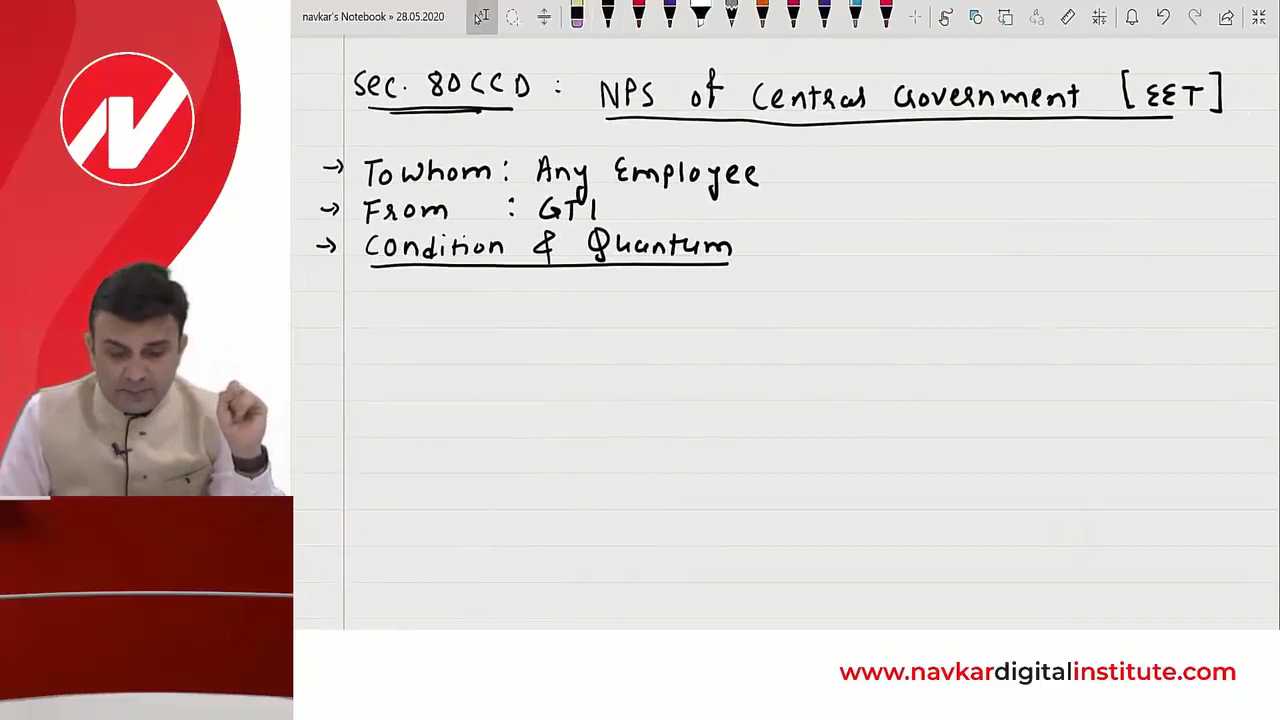 navkar's Notebook » 28.05.2020
Sec. 80CCD : NPS of Central Government [EET]
→ To whom : Any Employee
→ From : GTI
→ Condition & Quantum
www.navkardigitalinstitute.com